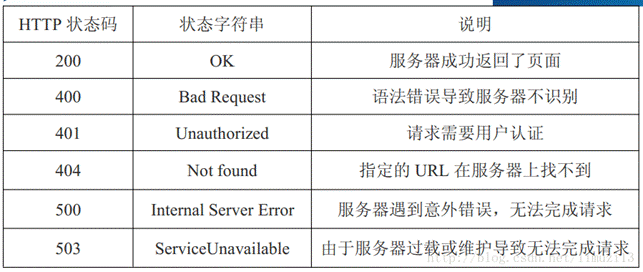 HTTP 状态码 状态字符串 说明
200 OK 服务器成功返回了页面
400 Bad Request 语法错误导致服务器不识别
401 Unauthorized 请求需要用户认证
404 Not found 指定的 URL 在服务器上找不到
500 Internal Server Error 服务器遇到意外错误，无法完成请求
503 ServiceUnavailable 由于服务器过载或维护导致无法完成请求